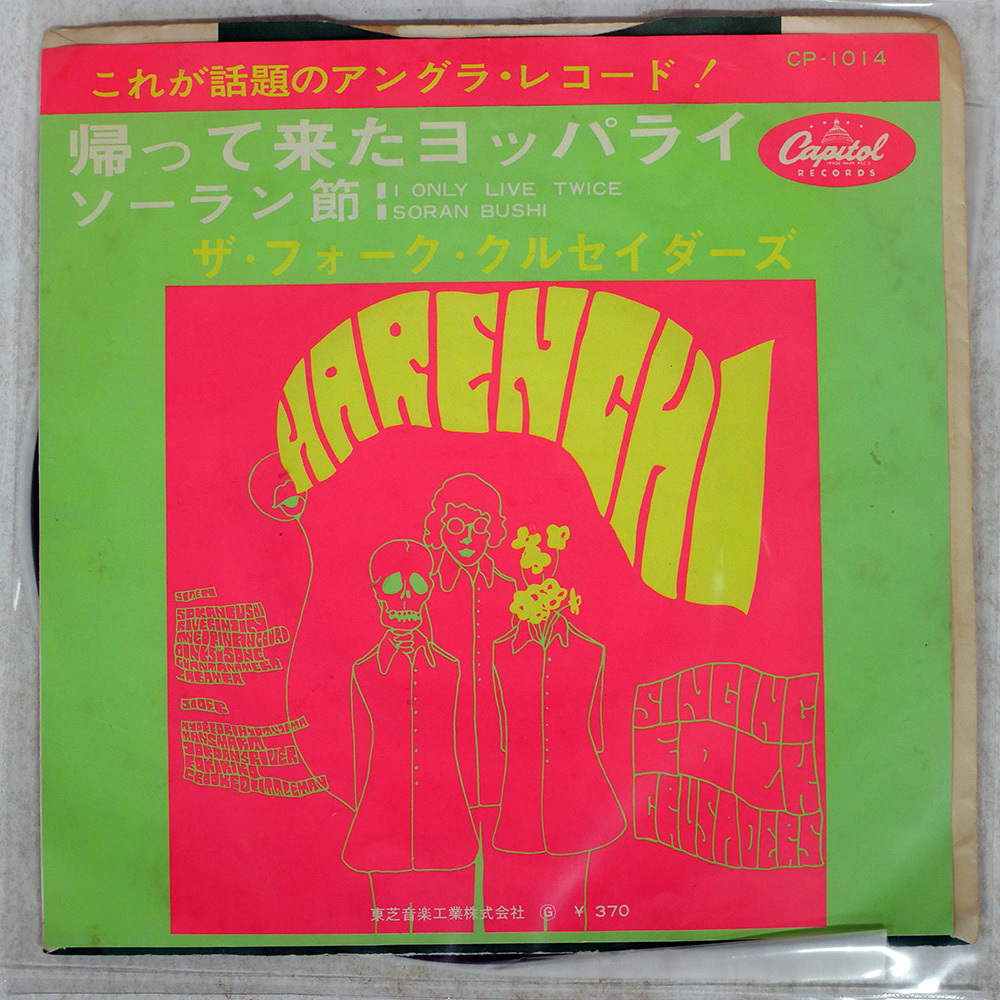 これが話題のアングラ・レコード!
CP-1014
帰って来たヨッパライ
ソーラン節
I ONLY LIVE TWICE
SORAN BUSHI
Capitol
RECORDS
ザ・フォーク・クルセイダーズ
HARENCHI
SORAN BUSHI
SINGING
FOLK
CRUSADERS
東芝音楽工業株式会社 Ⓖ ¥ 370